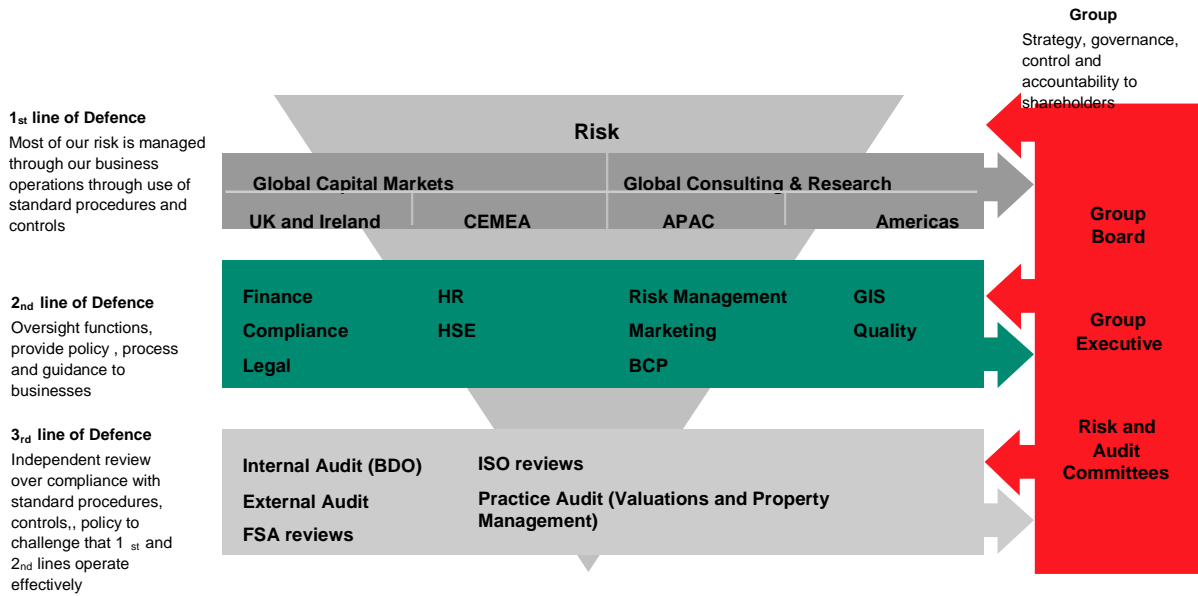 Group
Strategy, governance,
control and
accountability to
shareholders
1st line of Defence
Most of our risk is managed
through our business
operations through use of
standard procedures and
controls
Risk
Global Capital Markets
Global Consulting & Research
UK and Ireland
CEMEA
APAC
Americas
2nd line of Defence
Oversight functions,
provide policy , process
and guidance to
businesses
Finance
HR
Risk Management
GIS
Compliance
HSE
Marketing
Quality
Legal
BCP
3rd line of Defence
Independent review
over compliance with
standard procedures,
controls,, policy to
challenge that 1 st and
2nd lines operate
effectively
Internal Audit (BDO)
ISO reviews
External Audit
Practice Audit (Valuations and Property
Management)
FSA reviews
Group
Board
Group
Executive
Risk and
Audit
Committees